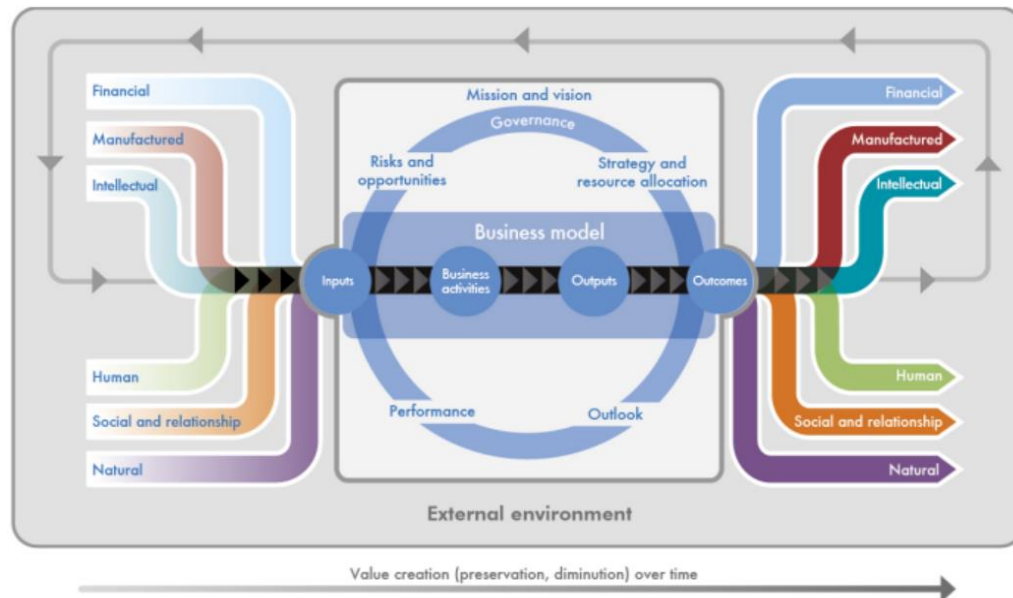 Financial
Manufactured
Intellectual
Human
Social and relationship
Natural
Mission and vision
Governance
Risks and
opportunities
Strategy and
resource allocation
Business model
Inputs
Business
activities
Outputs
Outcomes
Performance
Outlook
Financial
Manufactured
Intellectual
Human
Social and relationship
Natural
External environment
Value creation (preservation, diminution) over time